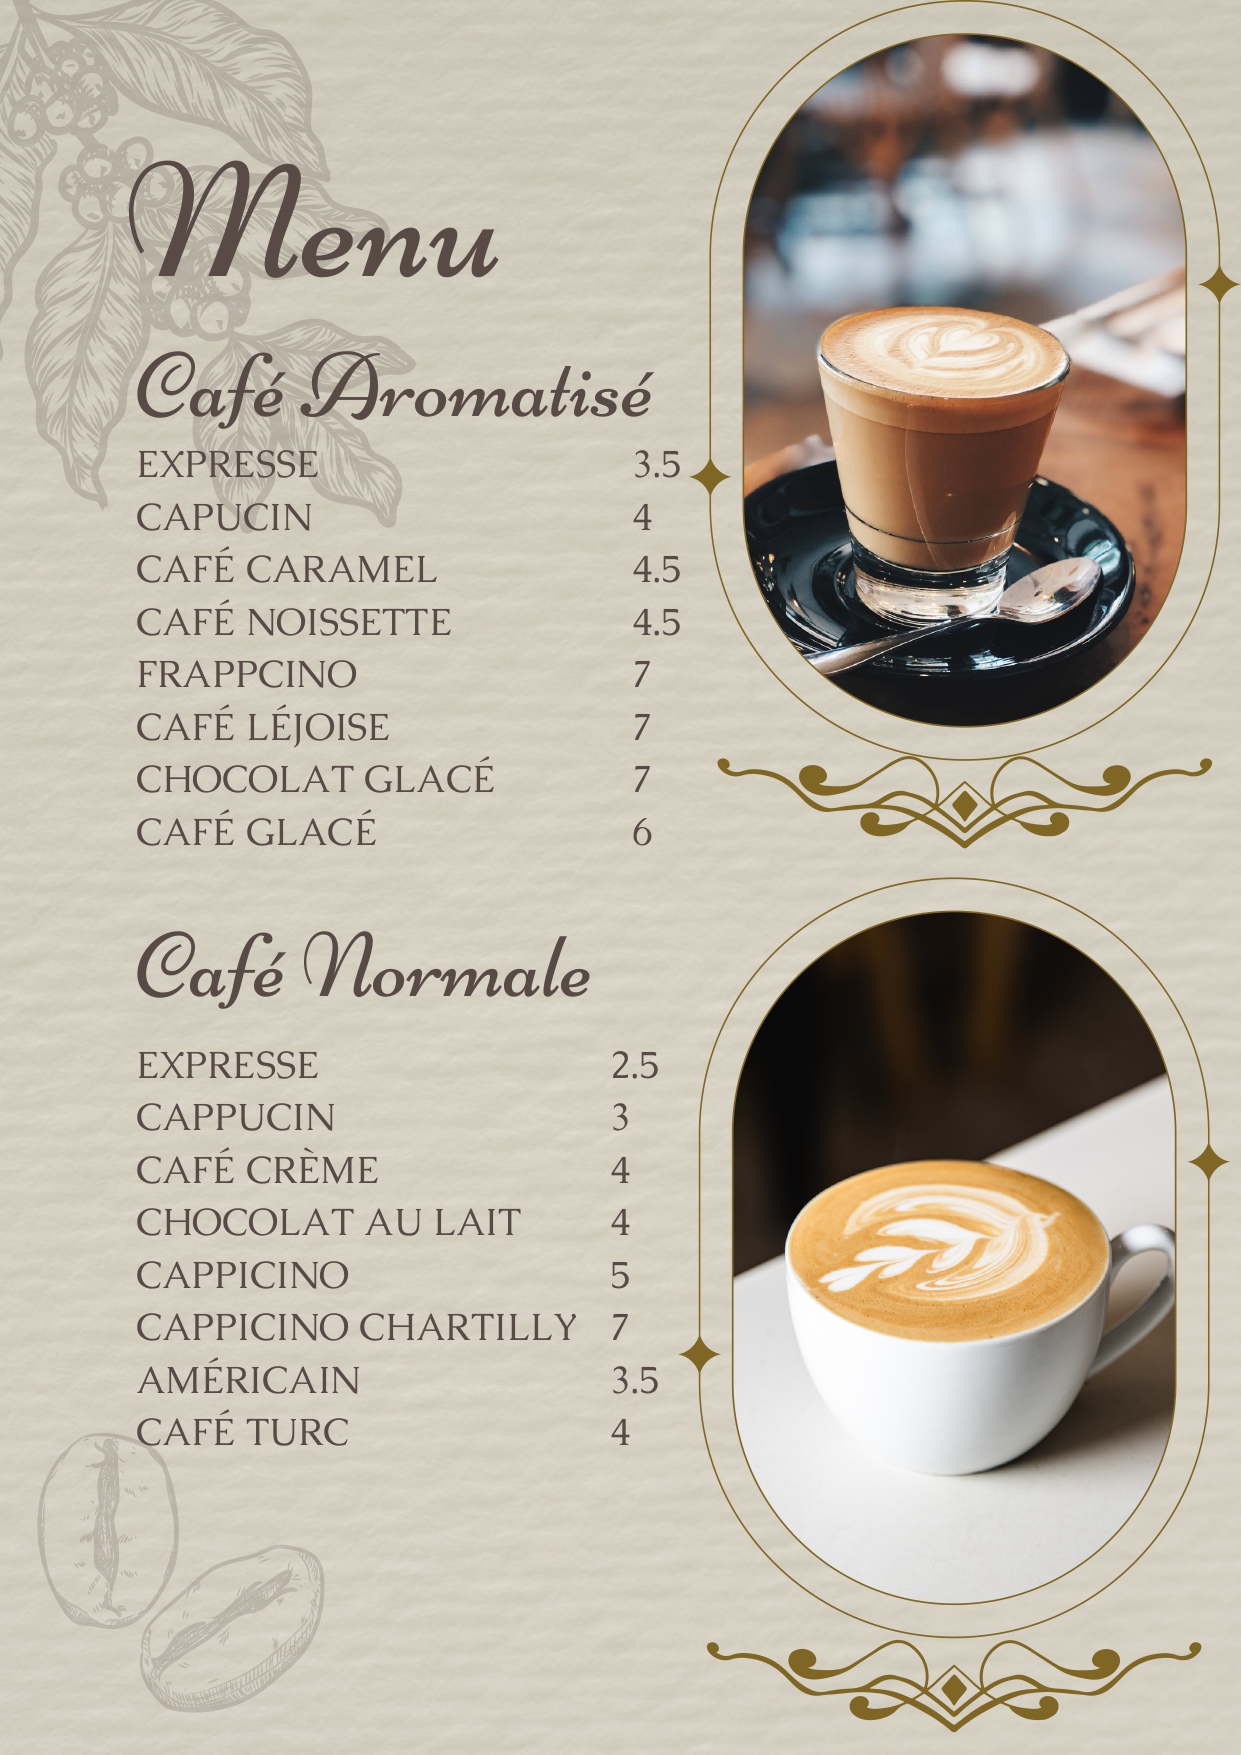 Menu
Café Aromatisé
EXPRESSE 3.5
CAPUCIN 4
CAFÉ CARAMEL 4.5
CAFÉ NOISSETTE 4.5
FRAPPCINO 7
CAFÉ LÉJOISE 7
CHOCOLAT GLACÉ 7
CAFÉ GLACÉ 6
Café Normale
EXPRESSE 2.5
CAPPUCIN 3
CAFÉ CRÈME 4
CHOCOLAT AU LAIT 4
CAPPICINO 5
CAPPICINO CHARTILLY 7
AMÉRICAIN 3.5
CAFÉ TURC 4